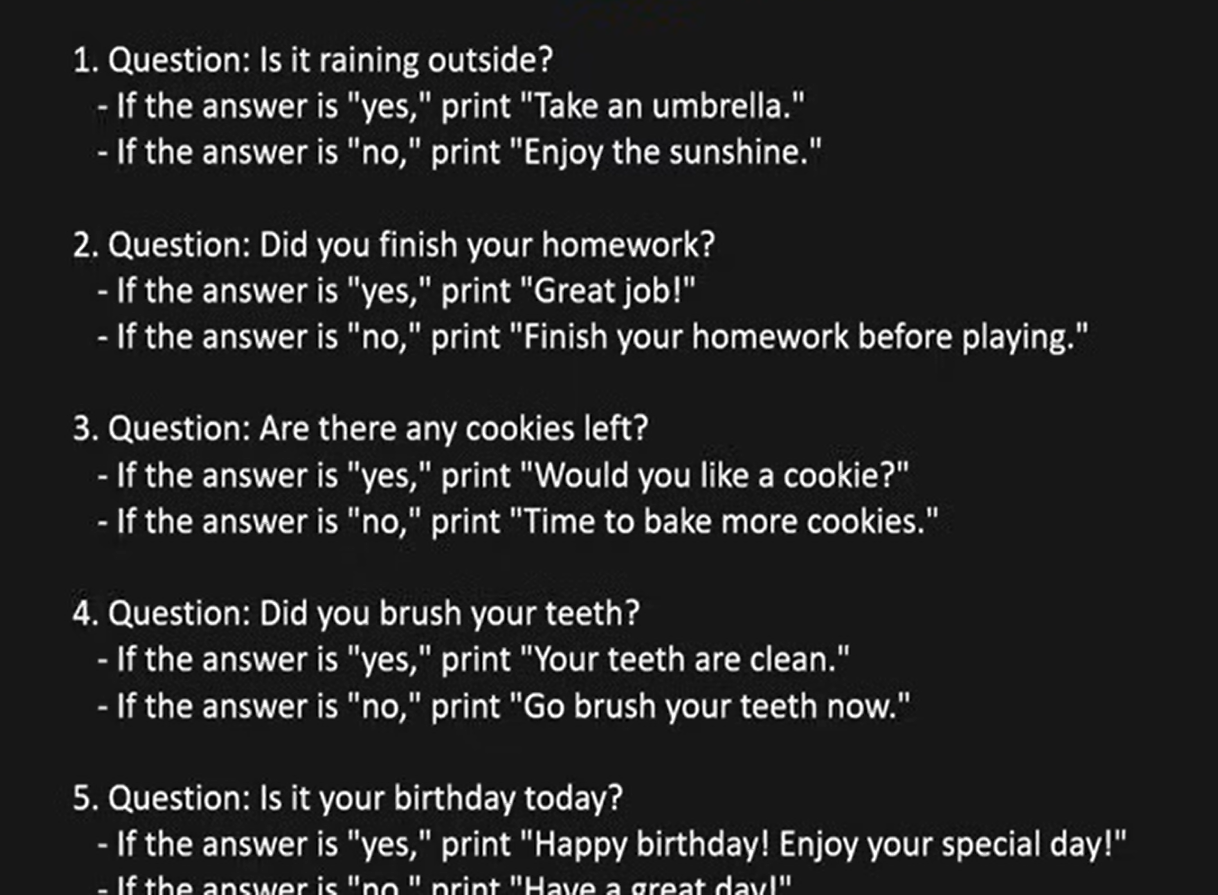 1. Question: Is it raining outside?
- If the answer is "yes," print "Take an umbrella."
- If the answer is "no," print "Enjoy the sunshine."
2. Question: Did you finish your homework?
- If the answer is "yes," print "Great job!"
- If the answer is "no," print "Finish your homework before playing."
3. Question: Are there any cookies left?
- If the answer is "yes," print "Would you like a cookie?"
- If the answer is "no," print "Time to bake more cookies."
4. Question: Did you brush your teeth?
- If the answer is "yes," print "Your teeth are clean."
- If the answer is "no," print "Go brush your teeth now."
5. Question: Is it your birthday today?
- If the answer is "yes," print "Happy birthday! Enjoy your special day!"
- If the answer is "no," print "Have a great day!"